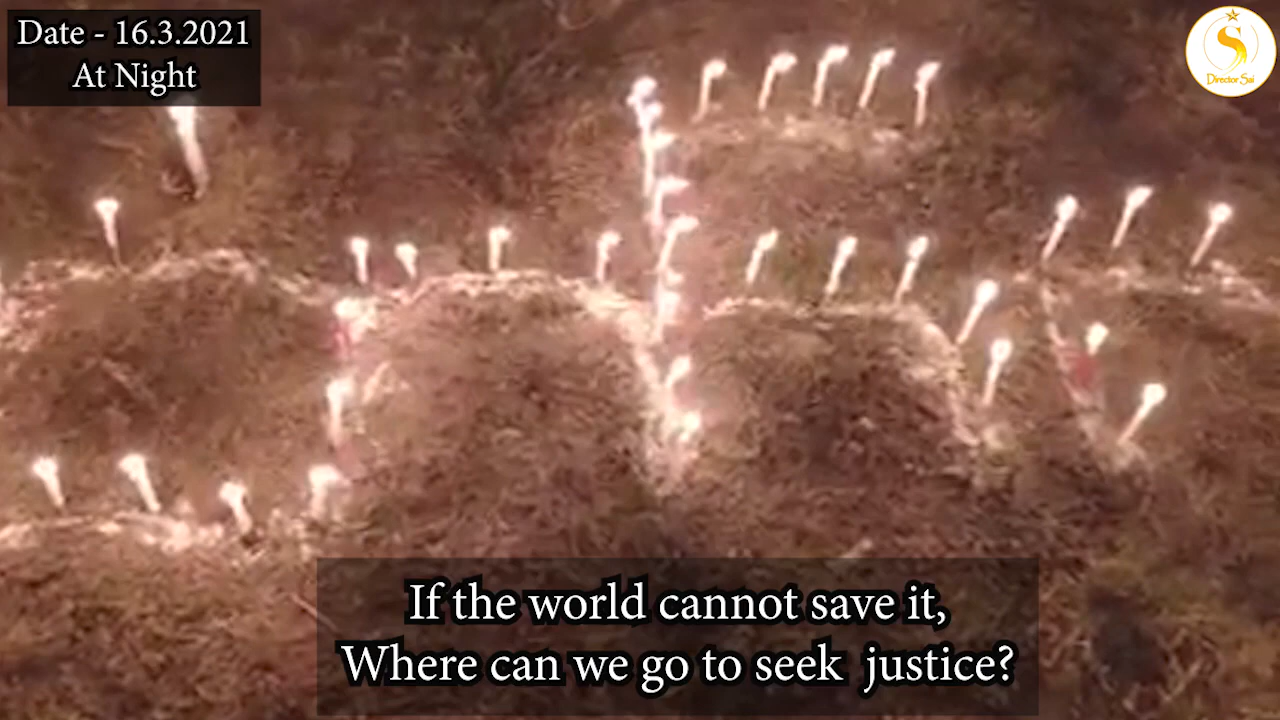 Date - 16.3.2021
At Night
Director Sai
If the world cannot save it,
Where can we go to seek justice?